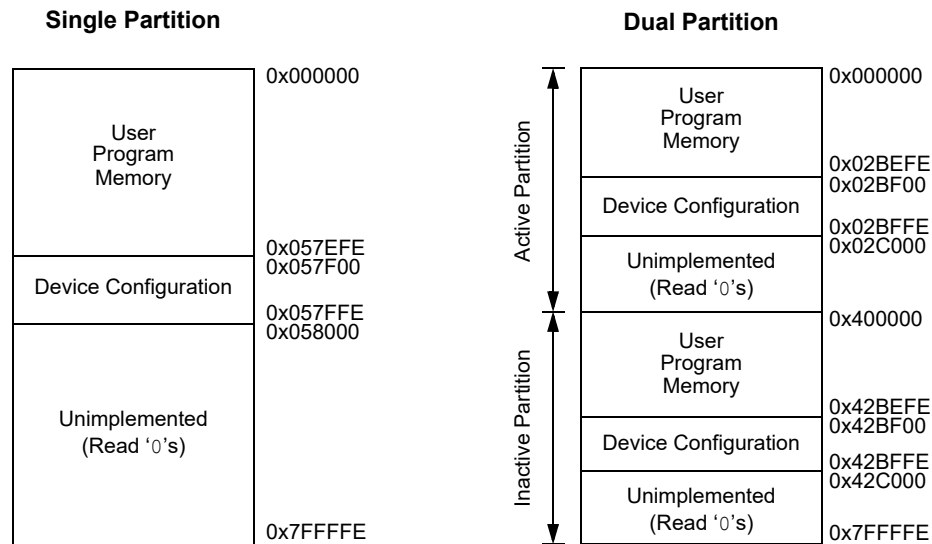 Single Partition
0x000000
User
Program
Memory
0x057EFE
0x057F00
Device Configuration
0x057FFE
0x058000
Unimplemented
(Read ‘0’s)
0x7FFFFE
Dual Partition
Active Partition
0x000000
User
Program
Memory
0x02BEFE
0x02BF00
Device Configuration
0x02BFFE
0x02C000
Unimplemented
(Read ‘0’s)
Inactive Partition
0x400000
User
Program
Memory
0x42BEFE
0x42BF00
Device Configuration
0x42BFFE
0x42C000
Unimplemented
(Read ‘0’s)
0x7FFFFE